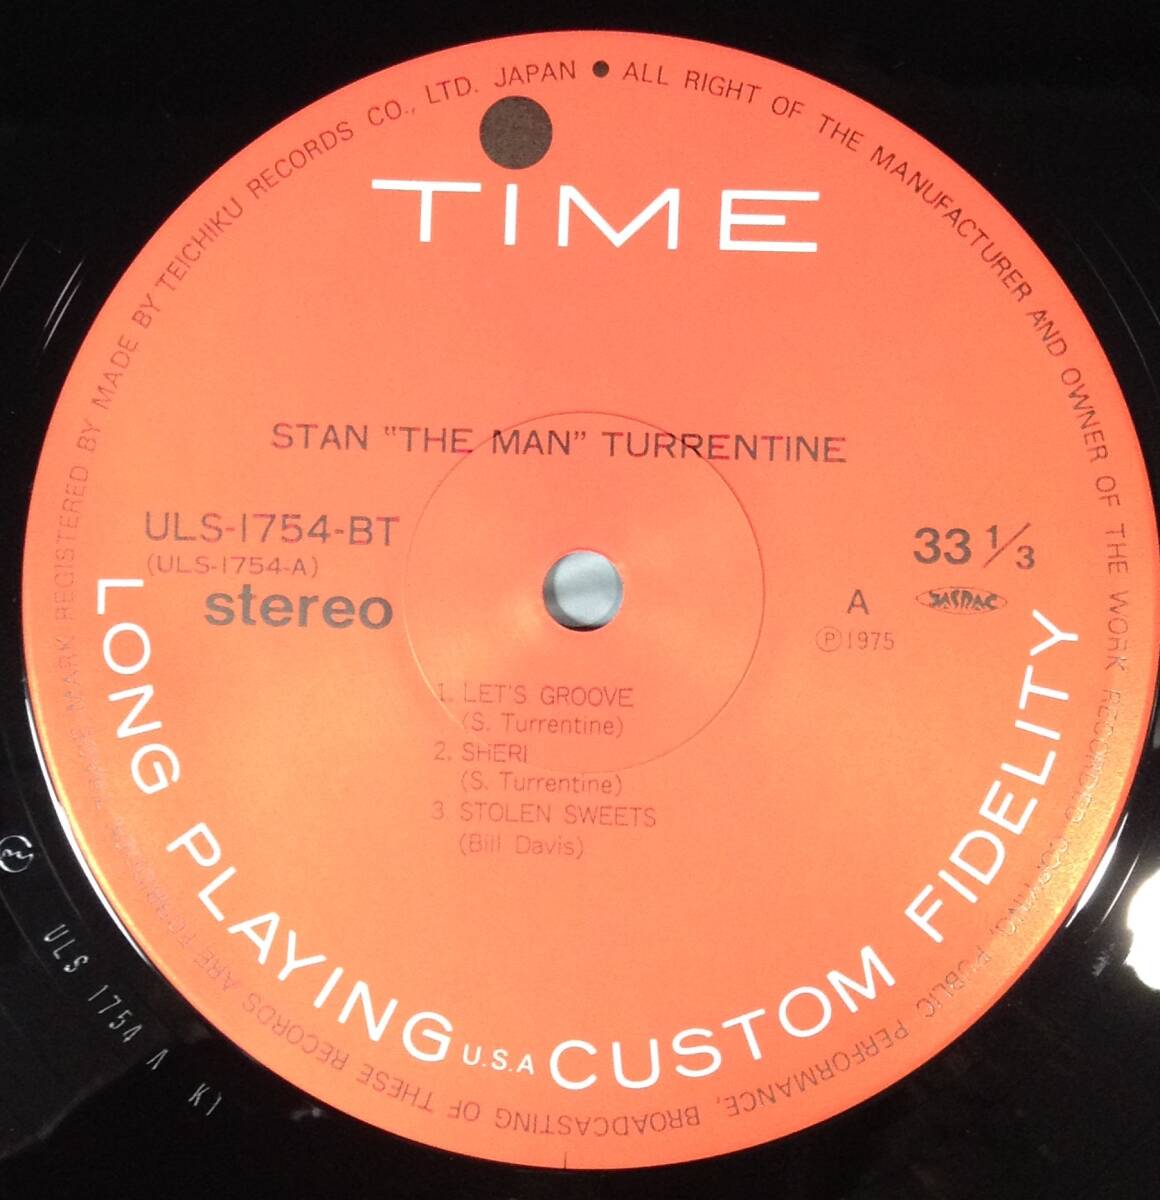 MARK REGISTERED BY MADE BY TEICHIKU RECORDS CO., LTD. JAPAN ● ALL RIGHT OF THE MANUFACTURER AND OWNER OF THE WORK RECORDED PUBLIC PERFORMANCE, BROADCASTING OF THESE RECORDS ARE
TIME
STAN "THE MAN" TURRENTINE
ULS-1754-BT
(ULS-1754-A)
stereo
33 1/3
A
JASRAC
Ⓟ1975
1. LET'S GROOVE
(S. Turrentine)
2. SHERI
(S. Turrentine)
3. STOLEN SWEETS
(Bill Davis)
LONG PLAYING U.S.A CUSTOM FIDELITY
ULS 1754 A K1